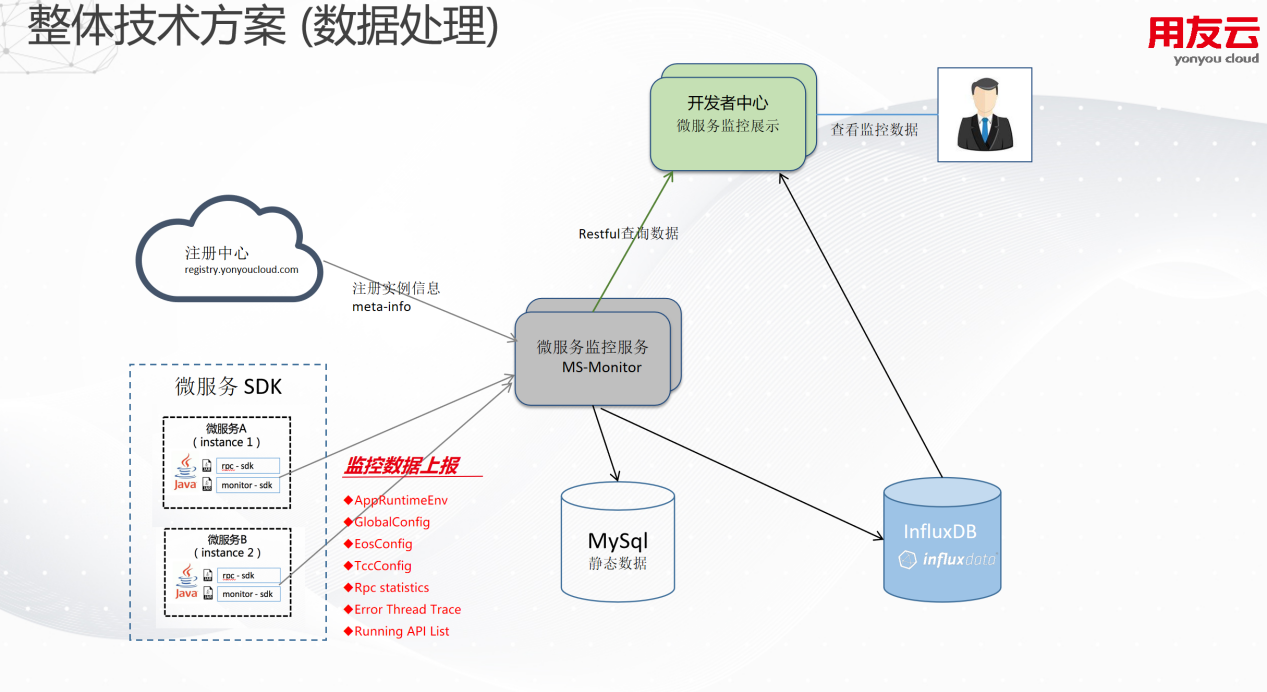 整体技术方案 (数据处理)
用友云
yonyou cloud
开发者中心
微服务监控展示
查看监控数据
Restful查询数据
注册中心
registry.yonyoucloud.com
注册实例信息
meta-info
微服务监控服务
MS-Monitor
微服务 SDK
微服务A
( instance 1 )
rpc - sdk
Java
monitor - sdk
微服务B
( instance 2 )
rpc - sdk
Java
monitor - sdk
监控数据上报
◆AppRuntimeEnv
◆GlobalConfig
◆EosConfig
◆TccConfig
◆Rpc statistics
◆Error Thread Trace
◆Running API List
MySql
静态数据
InfluxDB
influxdata